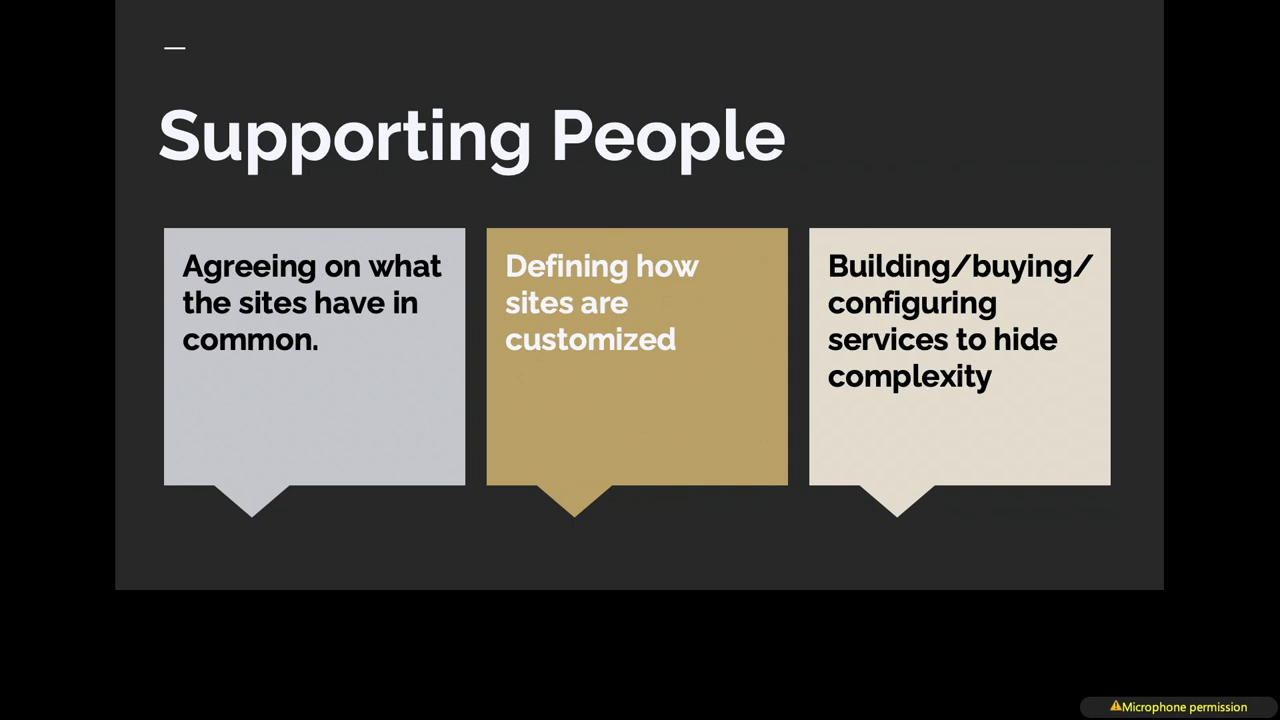 Supporting People
Agreeing on what
the sites have in
common.
Defining how
sites are
customized
Building/buying/
configuring
services to hide
complexity
Microphone permission